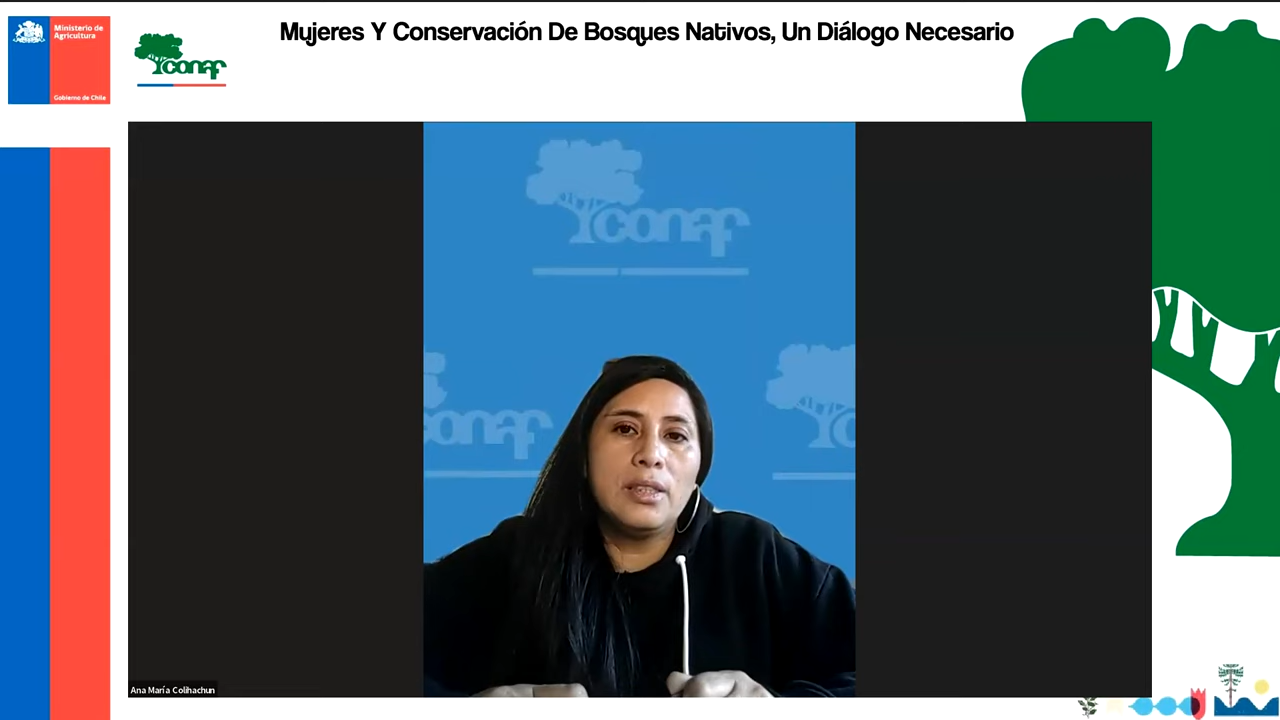 Mujeres Y Conservación De Bosques Nativos, Un Diálogo Necesario
Ministerio de
Agricultura
Gobierno de Chile
conaf
conaf
conaf
Ana María Colihachun